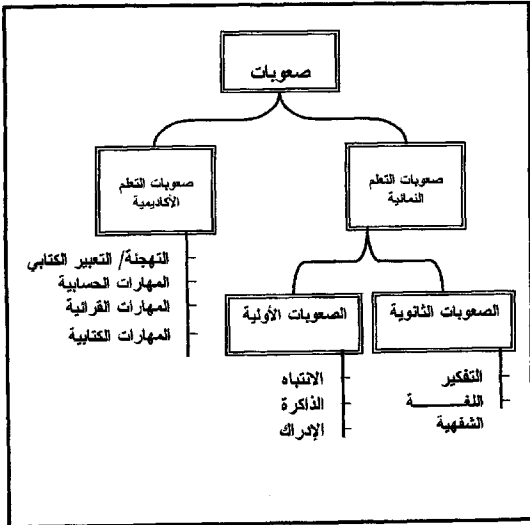 صعوبات
صعوبات التعلم
النمائية
صعوبات التعلم
الأكاديمية
التهجئة/ التعبير الكتابي
المهارات الحسابية
المهارات القرائية
المهارات الكتابية
الصعوبات الثانوية
الصعوبات الأولية
التفكير
اللغـــــــة
الشفهية
الانتباه
الذاكرة
الإدراك